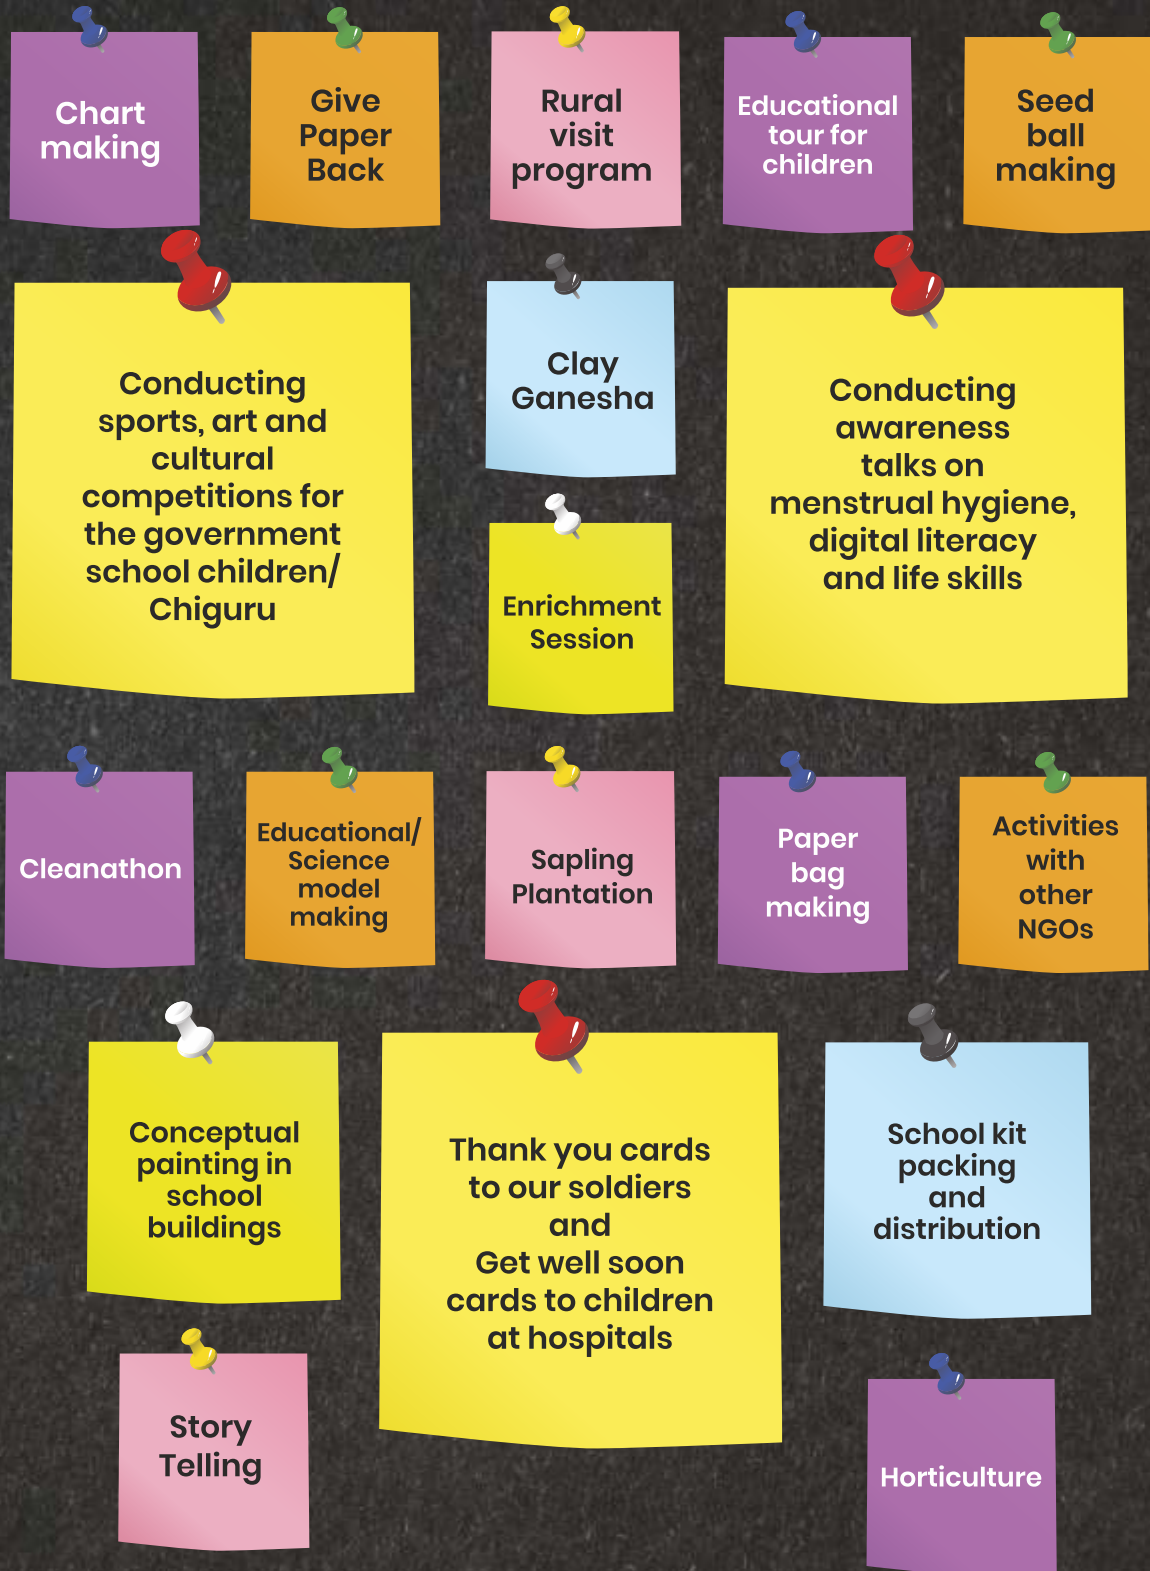 Chart
making
Give
Paper
Back
Rural
visit
program
Educational
tour for
children
Seed
ball
making
Conducting
sports, art and
cultural
competitions for
the government
school children/
Chiguru
Clay
Ganesha
Enrichment
Session
Conducting
awareness
talks on
menstrual hygiene,
digital literacy
and life skills
Cleanathon
Educational/
Science
model
making
Sapling
Plantation
Paper
bag
making
Activities
with
other
NGOs
Conceptual
painting in
school
buildings
Thank you cards
to our soldiers
and
Get well soon
cards to children
at hospitals
School kit
packing
and
distribution
Story
Telling
Horticulture